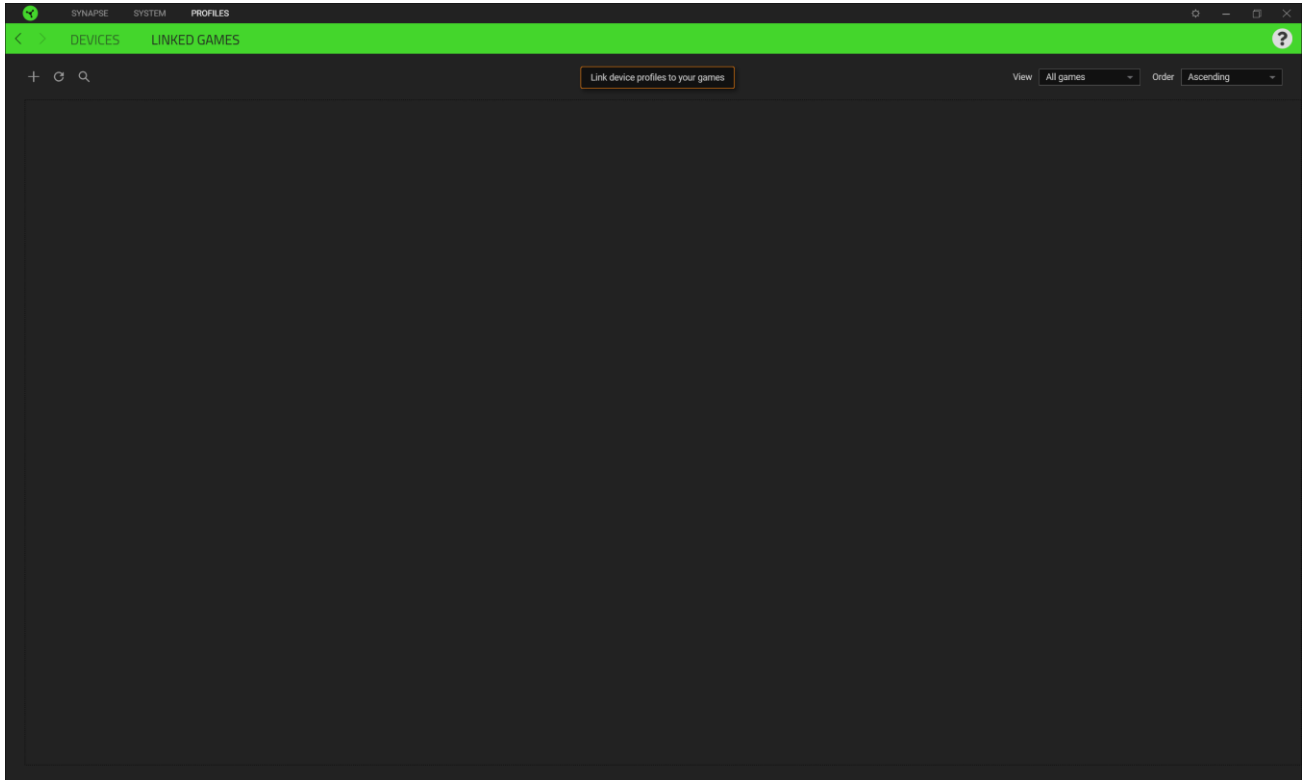 SYNAPSE SYSTEM PROFILES
DEVICES LINKED GAMES ?
Link device profiles to your games View All games Order Ascending